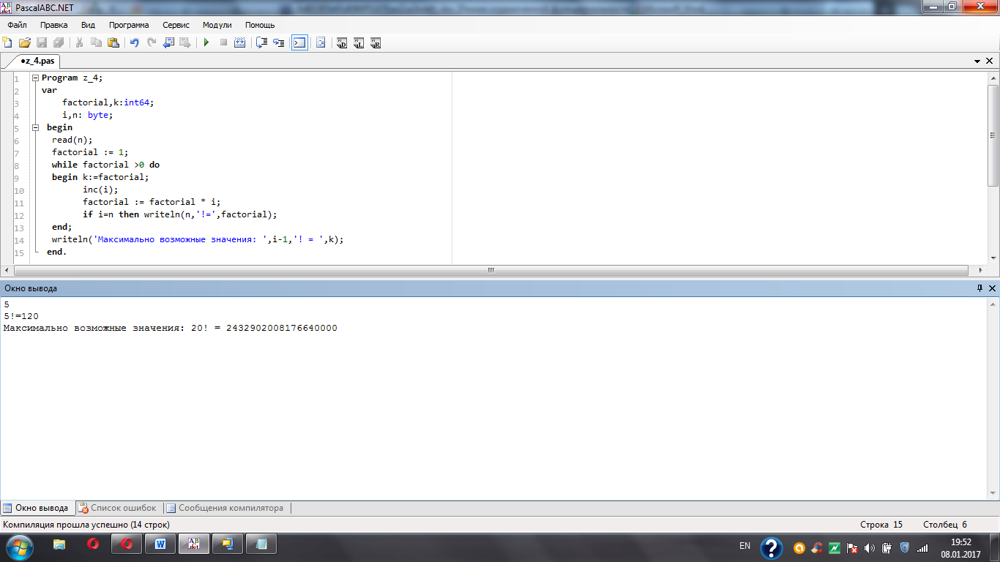 PascalABC.NET
Файл Правка Вид Программа Сервис Модули Помощь
•z_4.pas
1 Program z_4;
2 var
3 factorial,k:int64;
4 i,n: byte;
5 begin
6 read(n);
7 factorial := 1;
8 while factorial >0 do
9 begin k:=factorial;
10 inc(i);
11 factorial := factorial * i;
12 if i=n then writeln(n,'!=',factorial);
13 end;
14 writeln('Максимально возможные значения: ',i-1,'! = ',k);
15 end.
Окно вывода
5
5!=120
Максимально возможные значения: 20! = 2432902008176640000
Окно вывода Список ошибок Сообщения компилятора
Компиляция прошла успешно (14 строк) Строка 15 Столбец 6
EN 19:52
08.01.2017